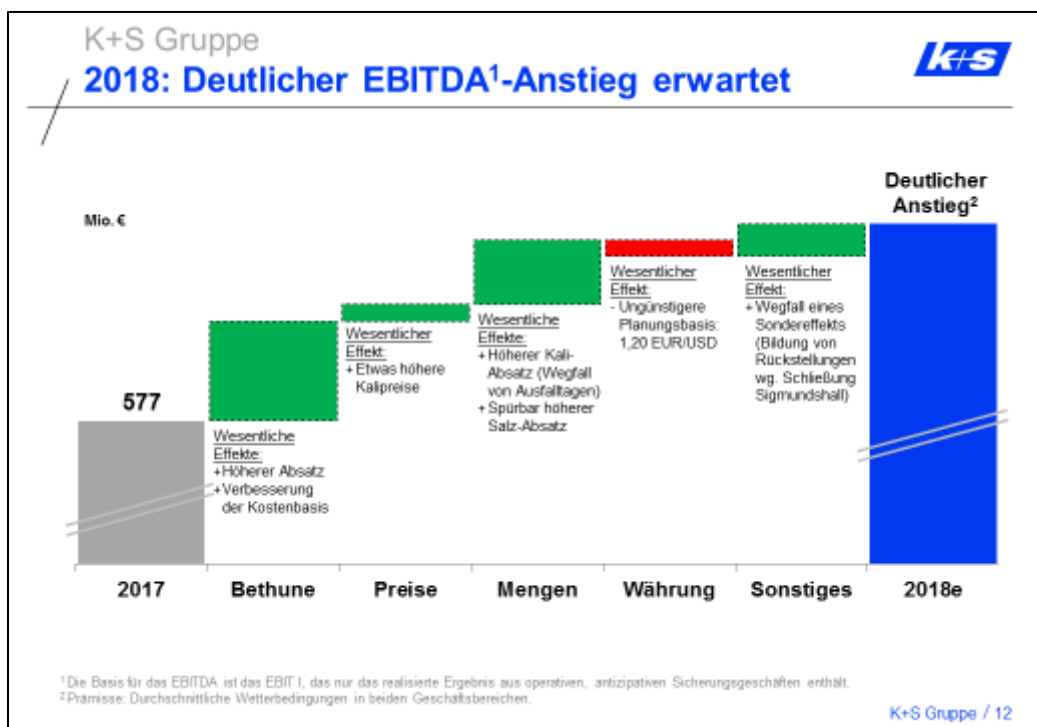 K+S Gruppe
2018: Deutlicher EBITDA¹-Anstieg erwartet
K+S
Mio. €
Deutlicher
Anstieg²
577
Wesentliche
Effekte:
+Höherer Absatz
+Verbesserung
der Kostenbasis
Wesentlicher
Effekt:
+ Etwas höhere
Kalipreise
Wesentliche
Effekte:
+Höherer Kali-
Absatz (Wegfall
von Ausfalltagen)
+Spürbar höherer
Salz-Absatz
Wesentlicher
Effekt:
- Ungünstigere
Planungsbasis:
1,20 EUR/USD
Wesentlicher
Effekt:
+Wegfall eines
Sondereffekts
(Bildung von
Rückstellungen
wg. Schließung
Sigmundshall)
2017
Bethune
Preise
Mengen
Währung
Sonstiges
2018e
¹Die Basis für das EBITDA ist das EBIT I, das nur das realisierte Ergebnis aus operativen, antizipativen Sicherungsgeschäften enthält.
²Prämisse: Durchschnittliche Wetterbedingungen in beiden Geschäftsbereichen.
K+S Gruppe / 12